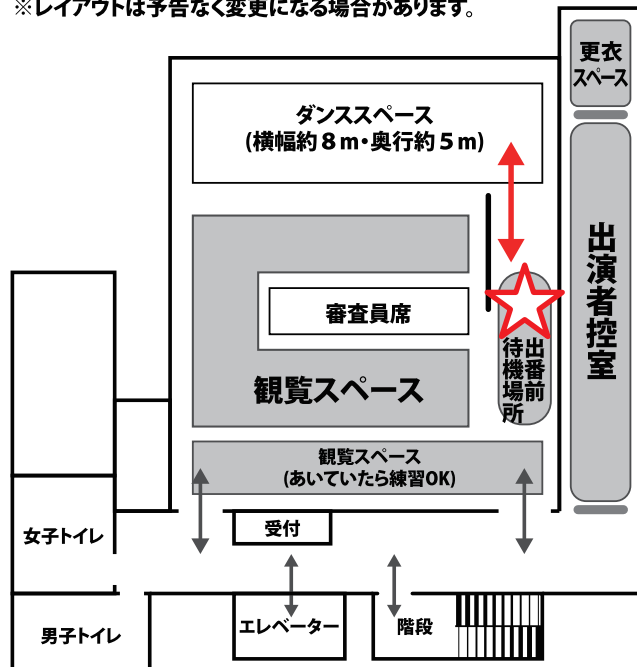 ※レイアウトは予告なく変更になる場合があります。
更衣
スペース
ダンススペース
(横幅約8m・奥行約5m)
出演者控室
審査員席
出番前
待機場所
観覧スペース
観覧スペース
(あいていたら練習OK)
受付
女子トイレ
男子トイレ
エレベーター
階段